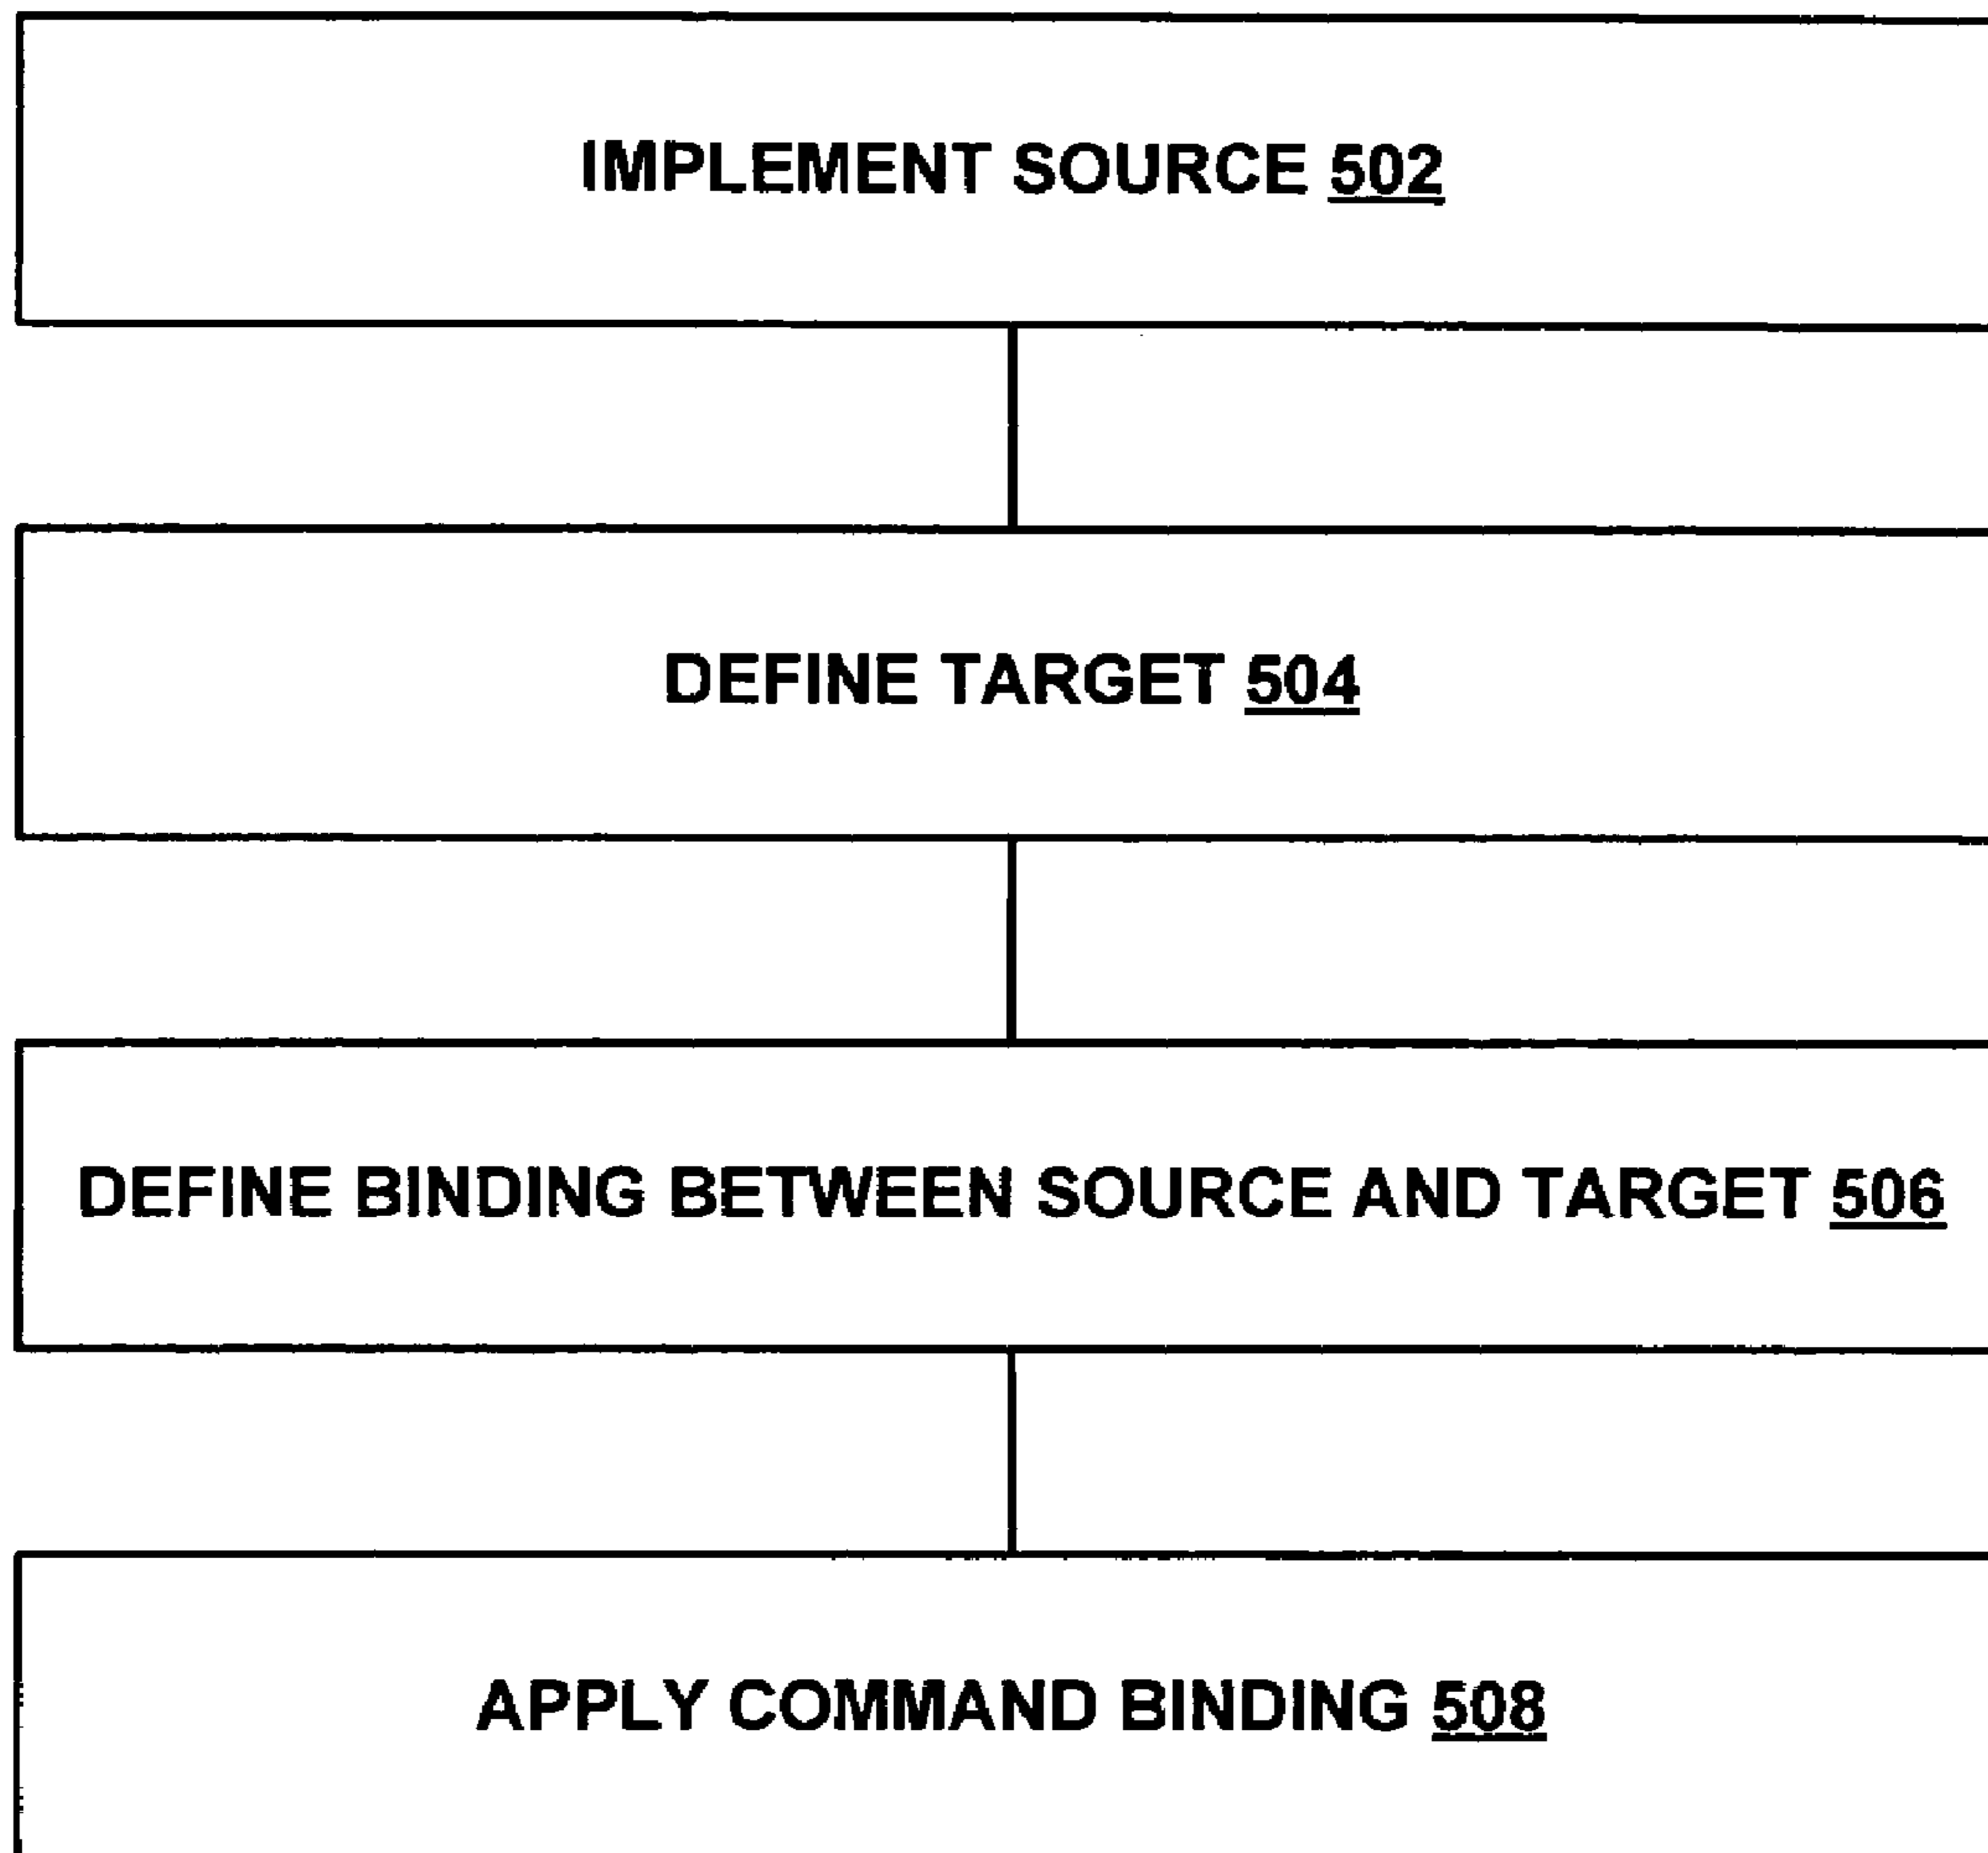 IMPLEMENT SOURCE 502
DEFINE TARGET 504
DEFINE BINDING BETWEEN SOURCE AND TARGET 506
APPLY COMMAND BINDING 508